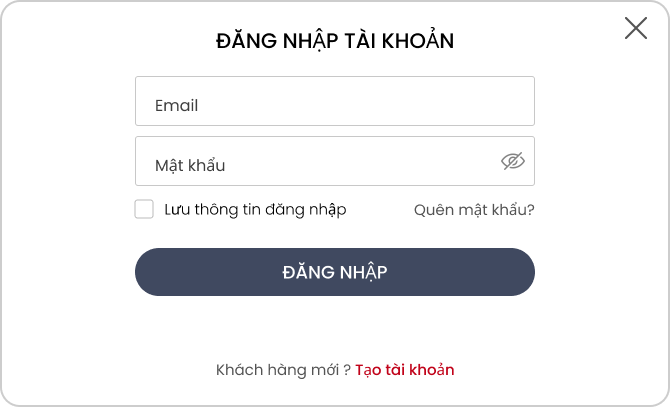 ĐĂNG NHẬP TÀI KHOẢN
Email
Mật khẩu
Lưu thông tin đăng nhập Quên mật khẩu?
ĐĂNG NHẬP
Khách hàng mới ? Tạo tài khoản